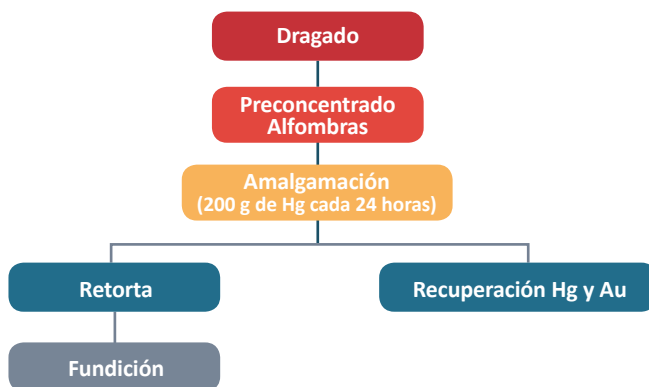 Dragado
Preconcentrado
Alfombras
Amalgamación
(200 g de Hg cada 24 horas)
Retorta
Recuperación Hg y Au
Fundición